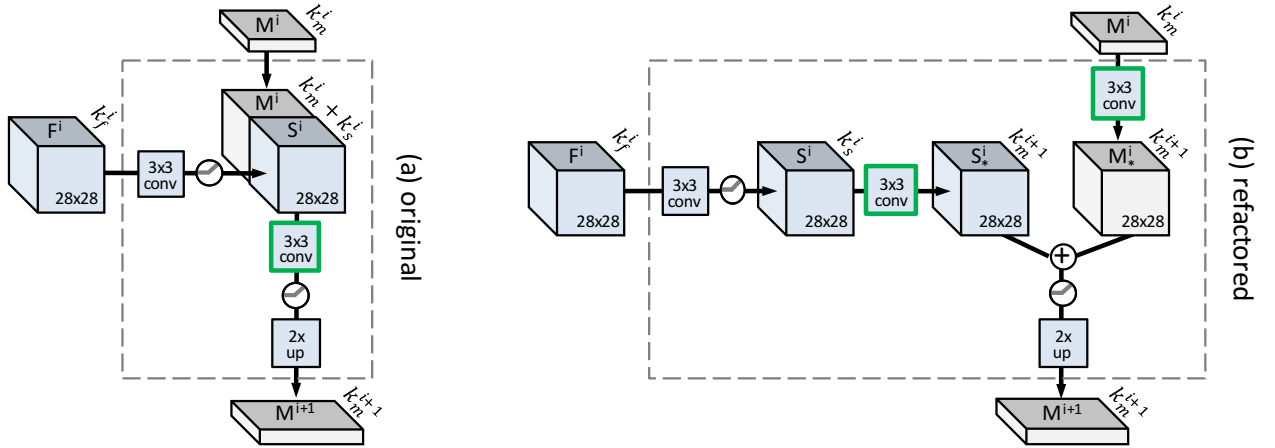 M^i
k_m^i
M^i
k_m^i + k_s^i
F^i
k_f^i
S^i
3x3
conv
28x28
28x28
3x3
conv
2x
up
M^{i+1}
k_m^{i+1}
(a) original
M^i
k_m^i
3x3
conv
F^i
k_f^i
S^i
k_s^i
S_*^i
k_m^{i+1}
M_*^i
k_m^{i+1}
3x3
conv
3x3
conv
28x28
28x28
28x28
28x28
+
2x
up
M^{i+1}
k_m^{i+1}
(b) refactored